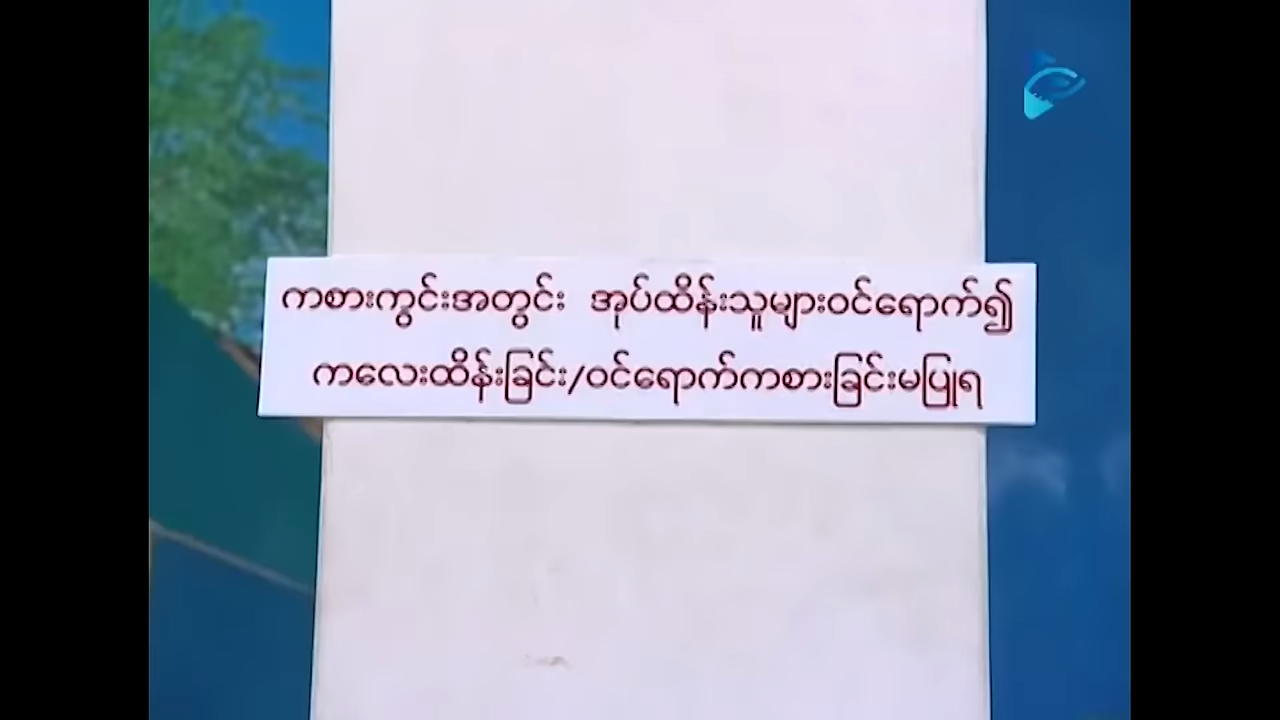 ကစားကွင်းအတွင်း အုပ်ထိန်းသူများဝင်ရောက်၍
ကလေးထိန်းခြင်း/ဝင်ရောက်ကစားခြင်းမပြုရ